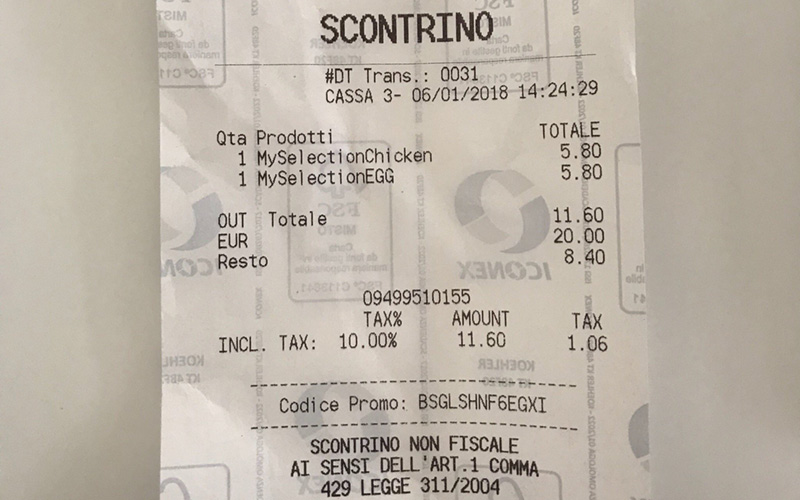 SCONTRINO
#DT Trans.: 0031
CASSA 3- 06/01/2018 14:24:29
Qta Prodotti TOTALE
1 MySelectionChicken 5.80
1 MySelectionEGG 5.80
OUT Totale 11.60
EUR 20.00
Resto 8.40
09499510155
TAX% AMOUNT TAX
INCL. TAX: 10.00% 11.60 1.06
Codice Promo: BSGLSHNF6EGXI
SCONTRINO NON FISCALE
AI SENSI DELL'ART.1 COMMA
429 LEGGE 311/2004